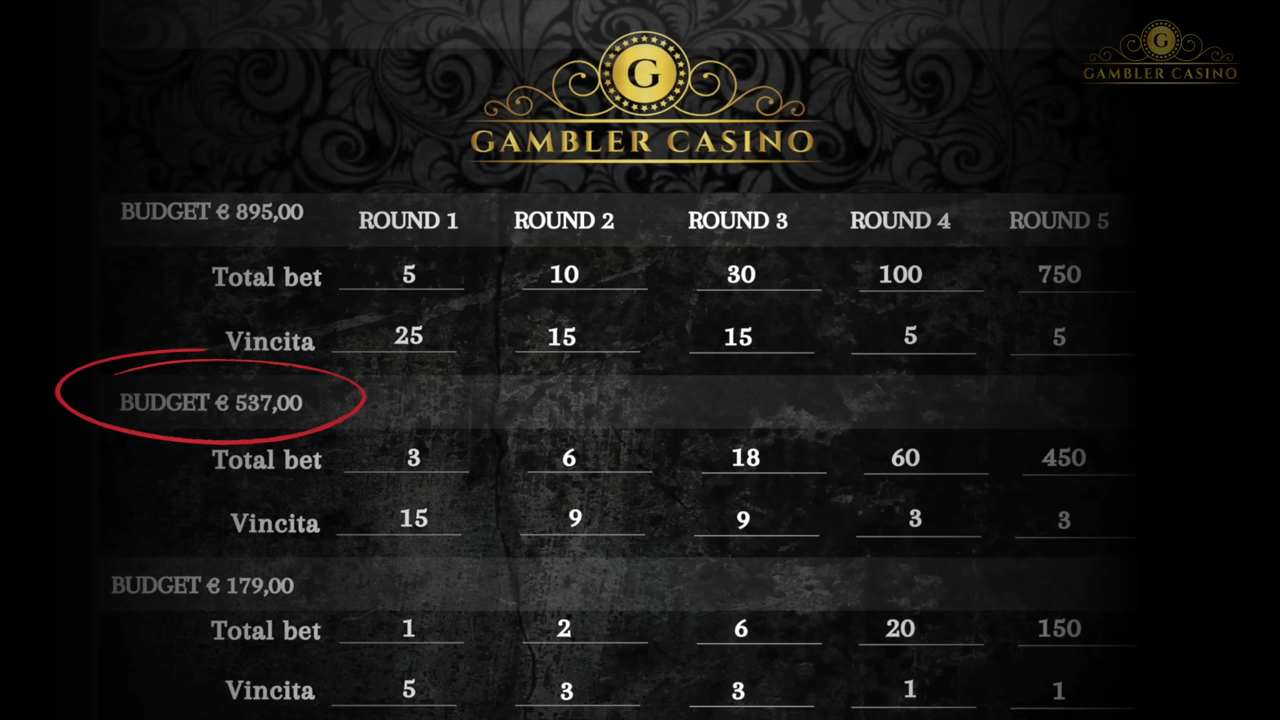 G
GAMBLER CASINO
G
GAMBLER CASINO
BUDGET € 895,00 ROUND 1 ROUND 2 ROUND 3 ROUND 4 ROUND 5
Total bet 5 10 30 100 750
Vincita 25 15 15 5 5
BUDGET € 537,00
Total bet 3 6 18 60 450
Vincita 15 9 9 3 3
BUDGET € 179,00
Total bet 1 2 6 20 150
Vincita 5 3 3 1 1